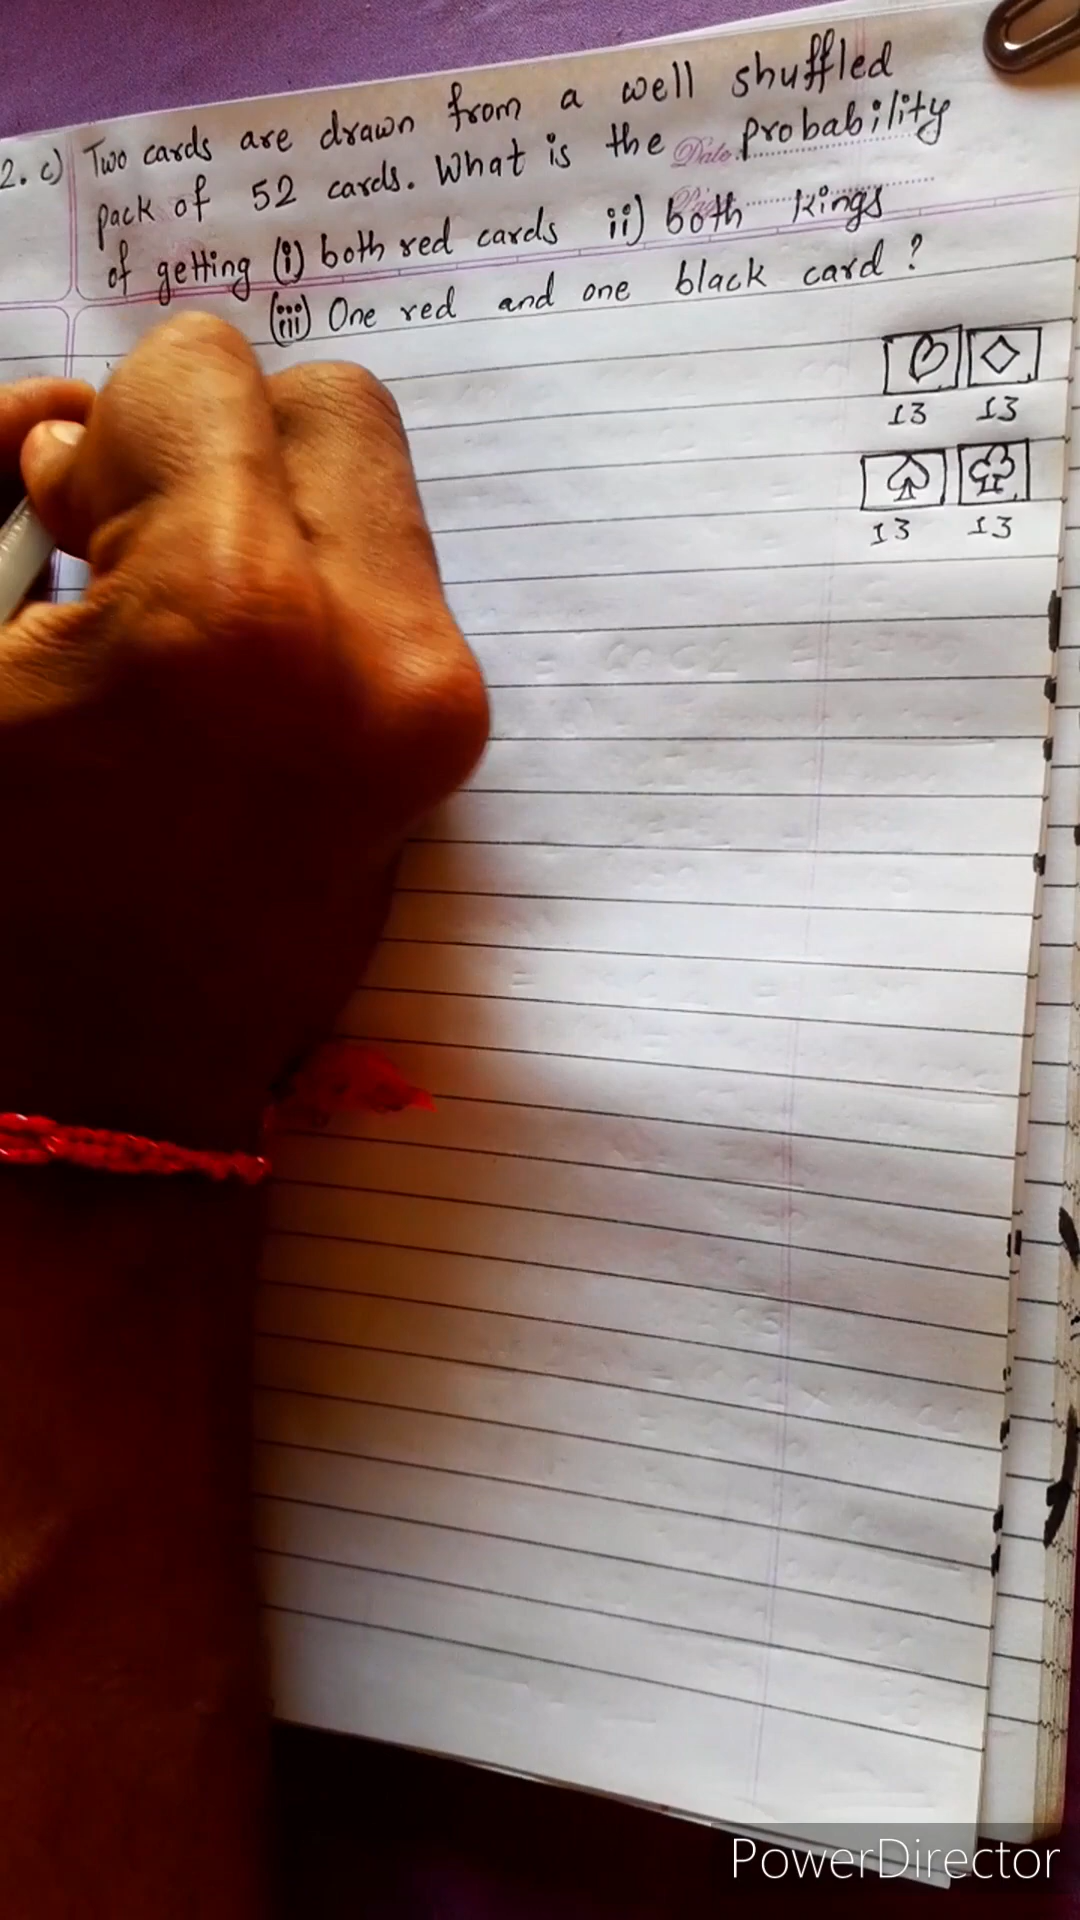 2. c) Two cards are drawn from a well shuffled
pack of 52 cards. What is the probability
Date
of getting (i) both red cards ii) both kings
(iii) One red and one black card ?
13 13
13 13
PowerDirector